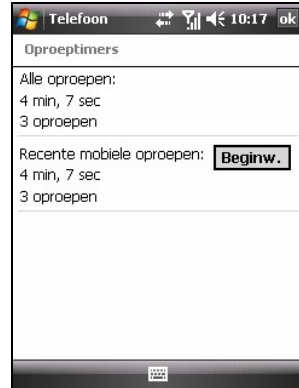 Telefoon 10:17 ok
Oproeptimers
Alle oproepen:
4 min, 7 sec
3 oproepen
Recente mobiele oproepen: Beginw.
4 min, 7 sec
3 oproepen